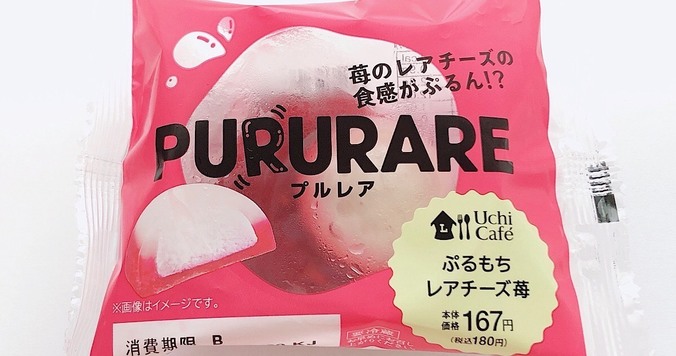 苺のレアチーズの
食感がぷるん!?
PURURARE
プルレア
Uchi
Café
ぷるもち
レアチーズ苺
本体
価格 167円
(税込180円)
※画像はイメージです。
消費期限